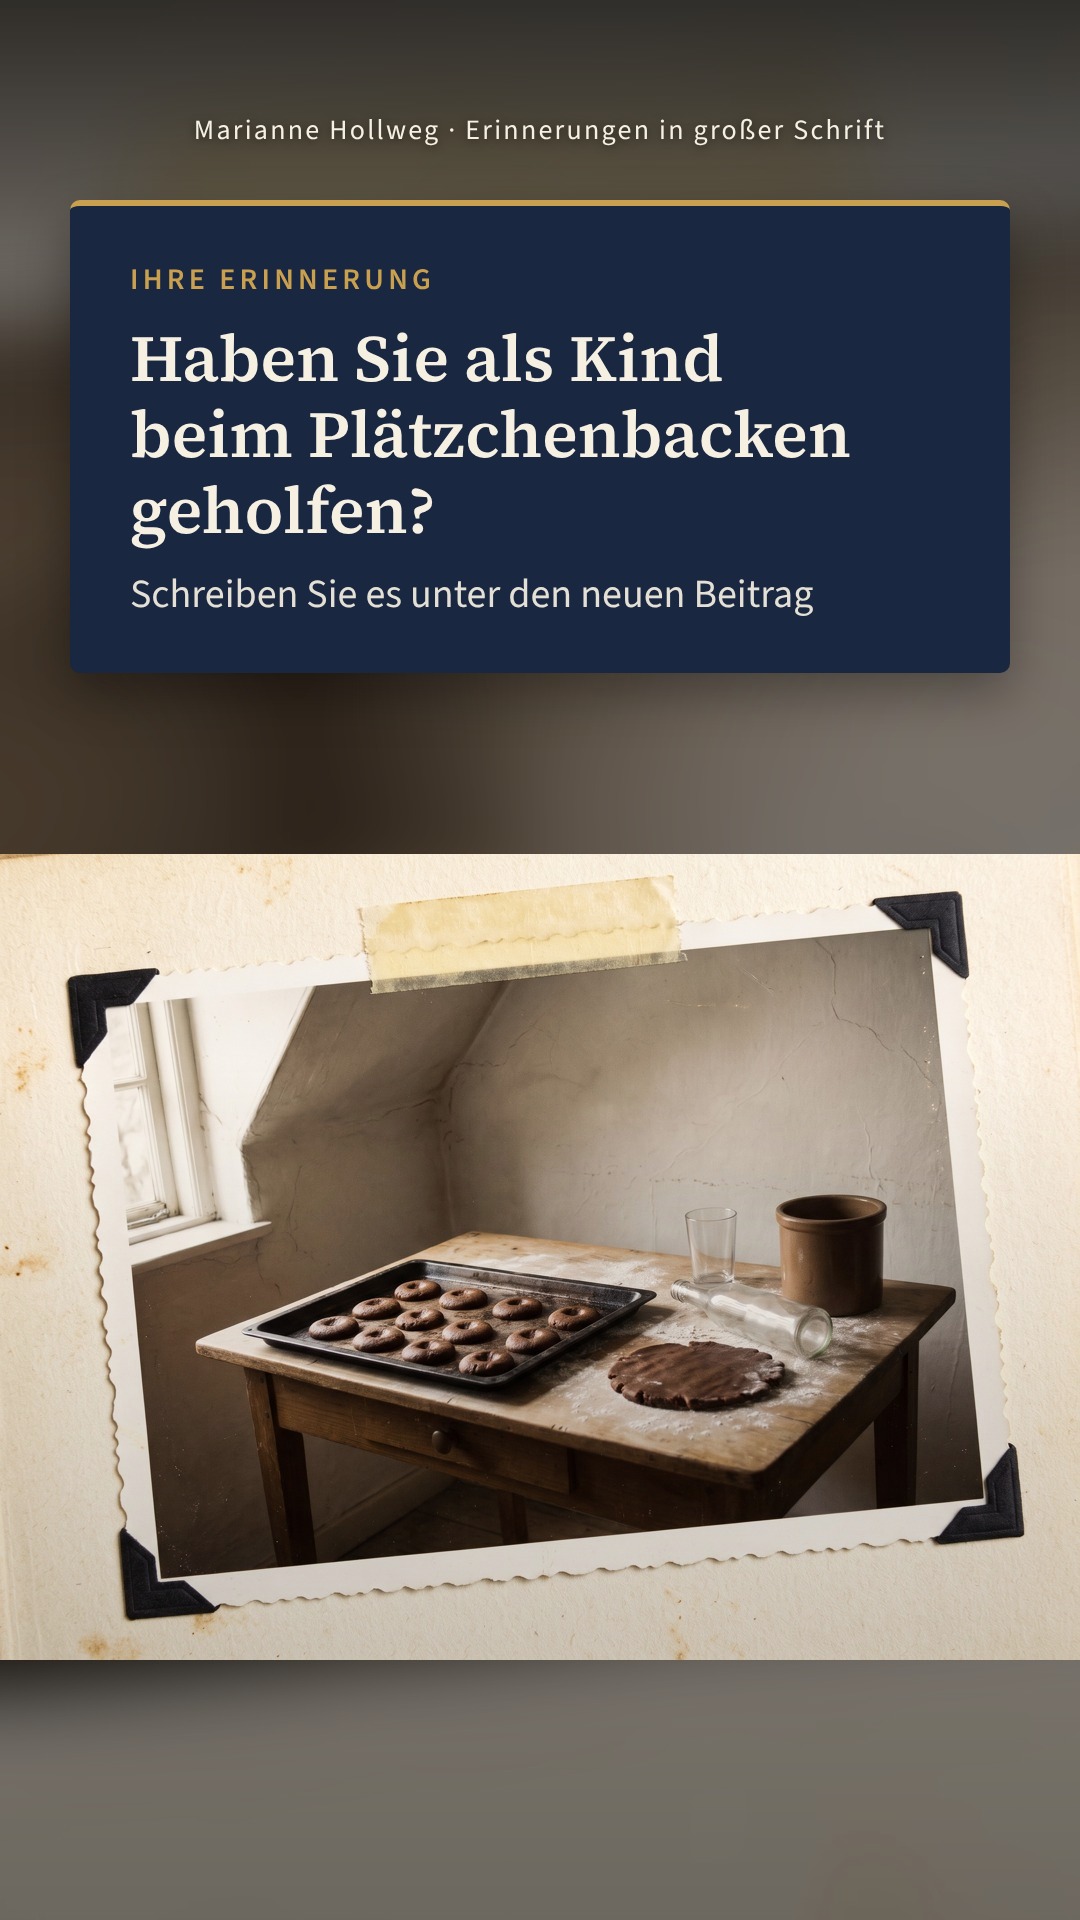 Marianne Hollweg · Erinnerungen in großer Schrift
IHRE ERINNERUNG
Haben Sie als Kind
beim Plätzchenbacken
geholfen?
Schreiben Sie es unter den neuen Beitrag